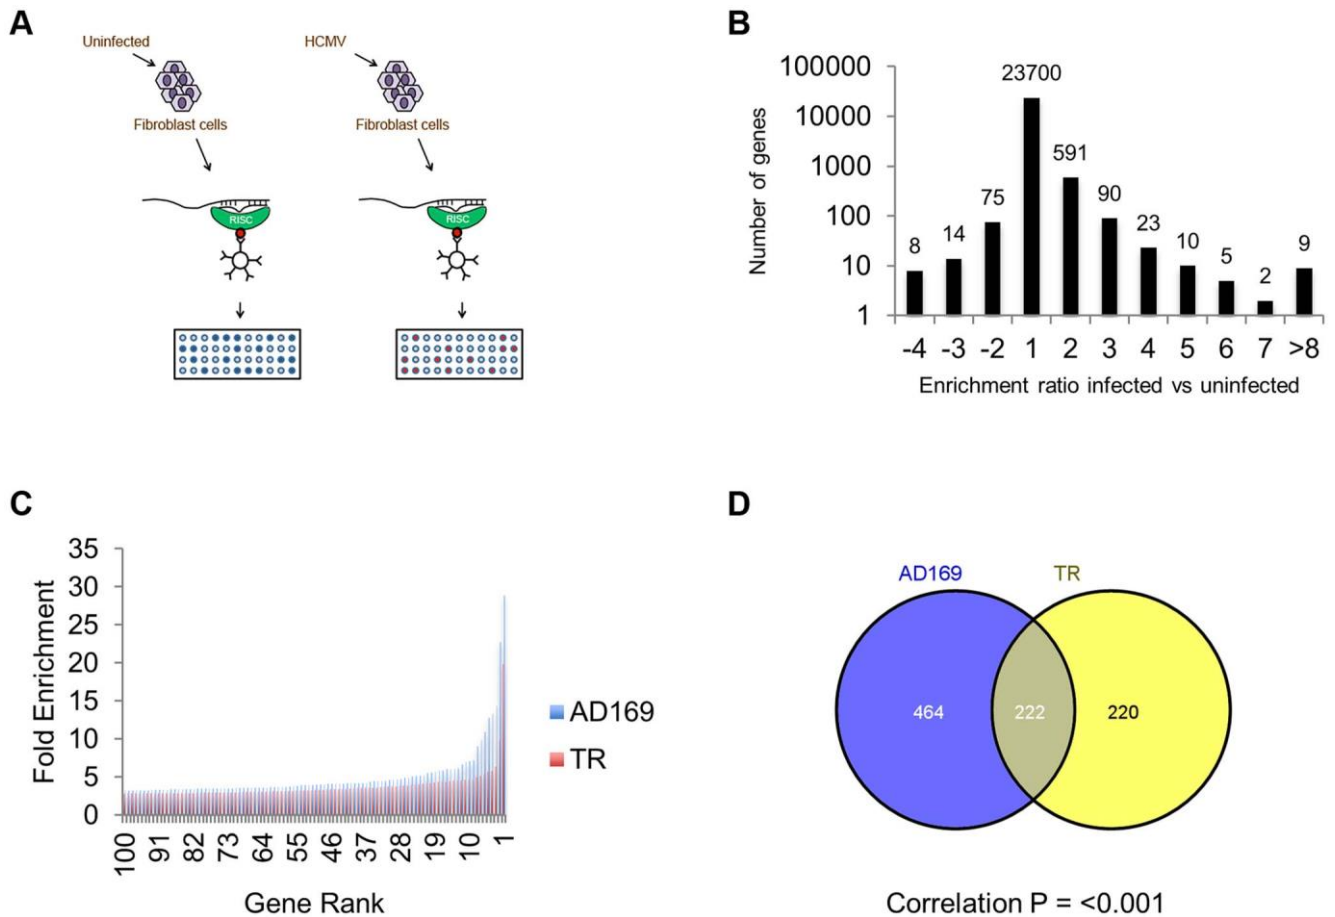 A
Uninfected
HCMV
Fibroblast cells
Fibroblast cells
RISC
RISC
B
Number of genes
100000
10000
1000
100
10
1
8
14
75
23700
591
90
23
10
5
2
9
-4 -3 -2 1 2 3 4 5 6 7 >8
Enrichment ratio infected vs uninfected
C
Fold Enrichment
35
30
25
20
15
10
5
0
100 91 82 73 64 55 46 37 28 19 10 1
Gene Rank
AD169
TR
D
AD169
TR
464
222
220
Correlation P = <0.001